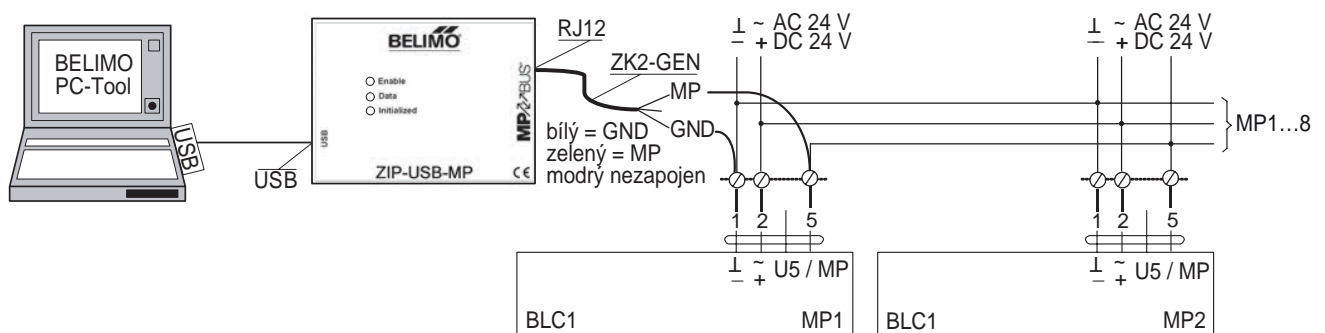 BELIMO
PC-Tool
USB
USB
BELIMO
Enable
Data
Initialized
USB
MP BUS
ZIP-USB-MP
CE
RJ12
ZK2-GEN
MP
GND
bílý = GND
zelený = MP
modrý nezapojen
⊥ ~ AC 24 V
– + DC 24 V
⊥ ~ AC 24 V
– + DC 24 V
MP1...8
1 2 5
1 2 5
⊥ ~ U5 / MP
– +
⊥ ~ U5 / MP
– +
BLC1 MP1
BLC1 MP2